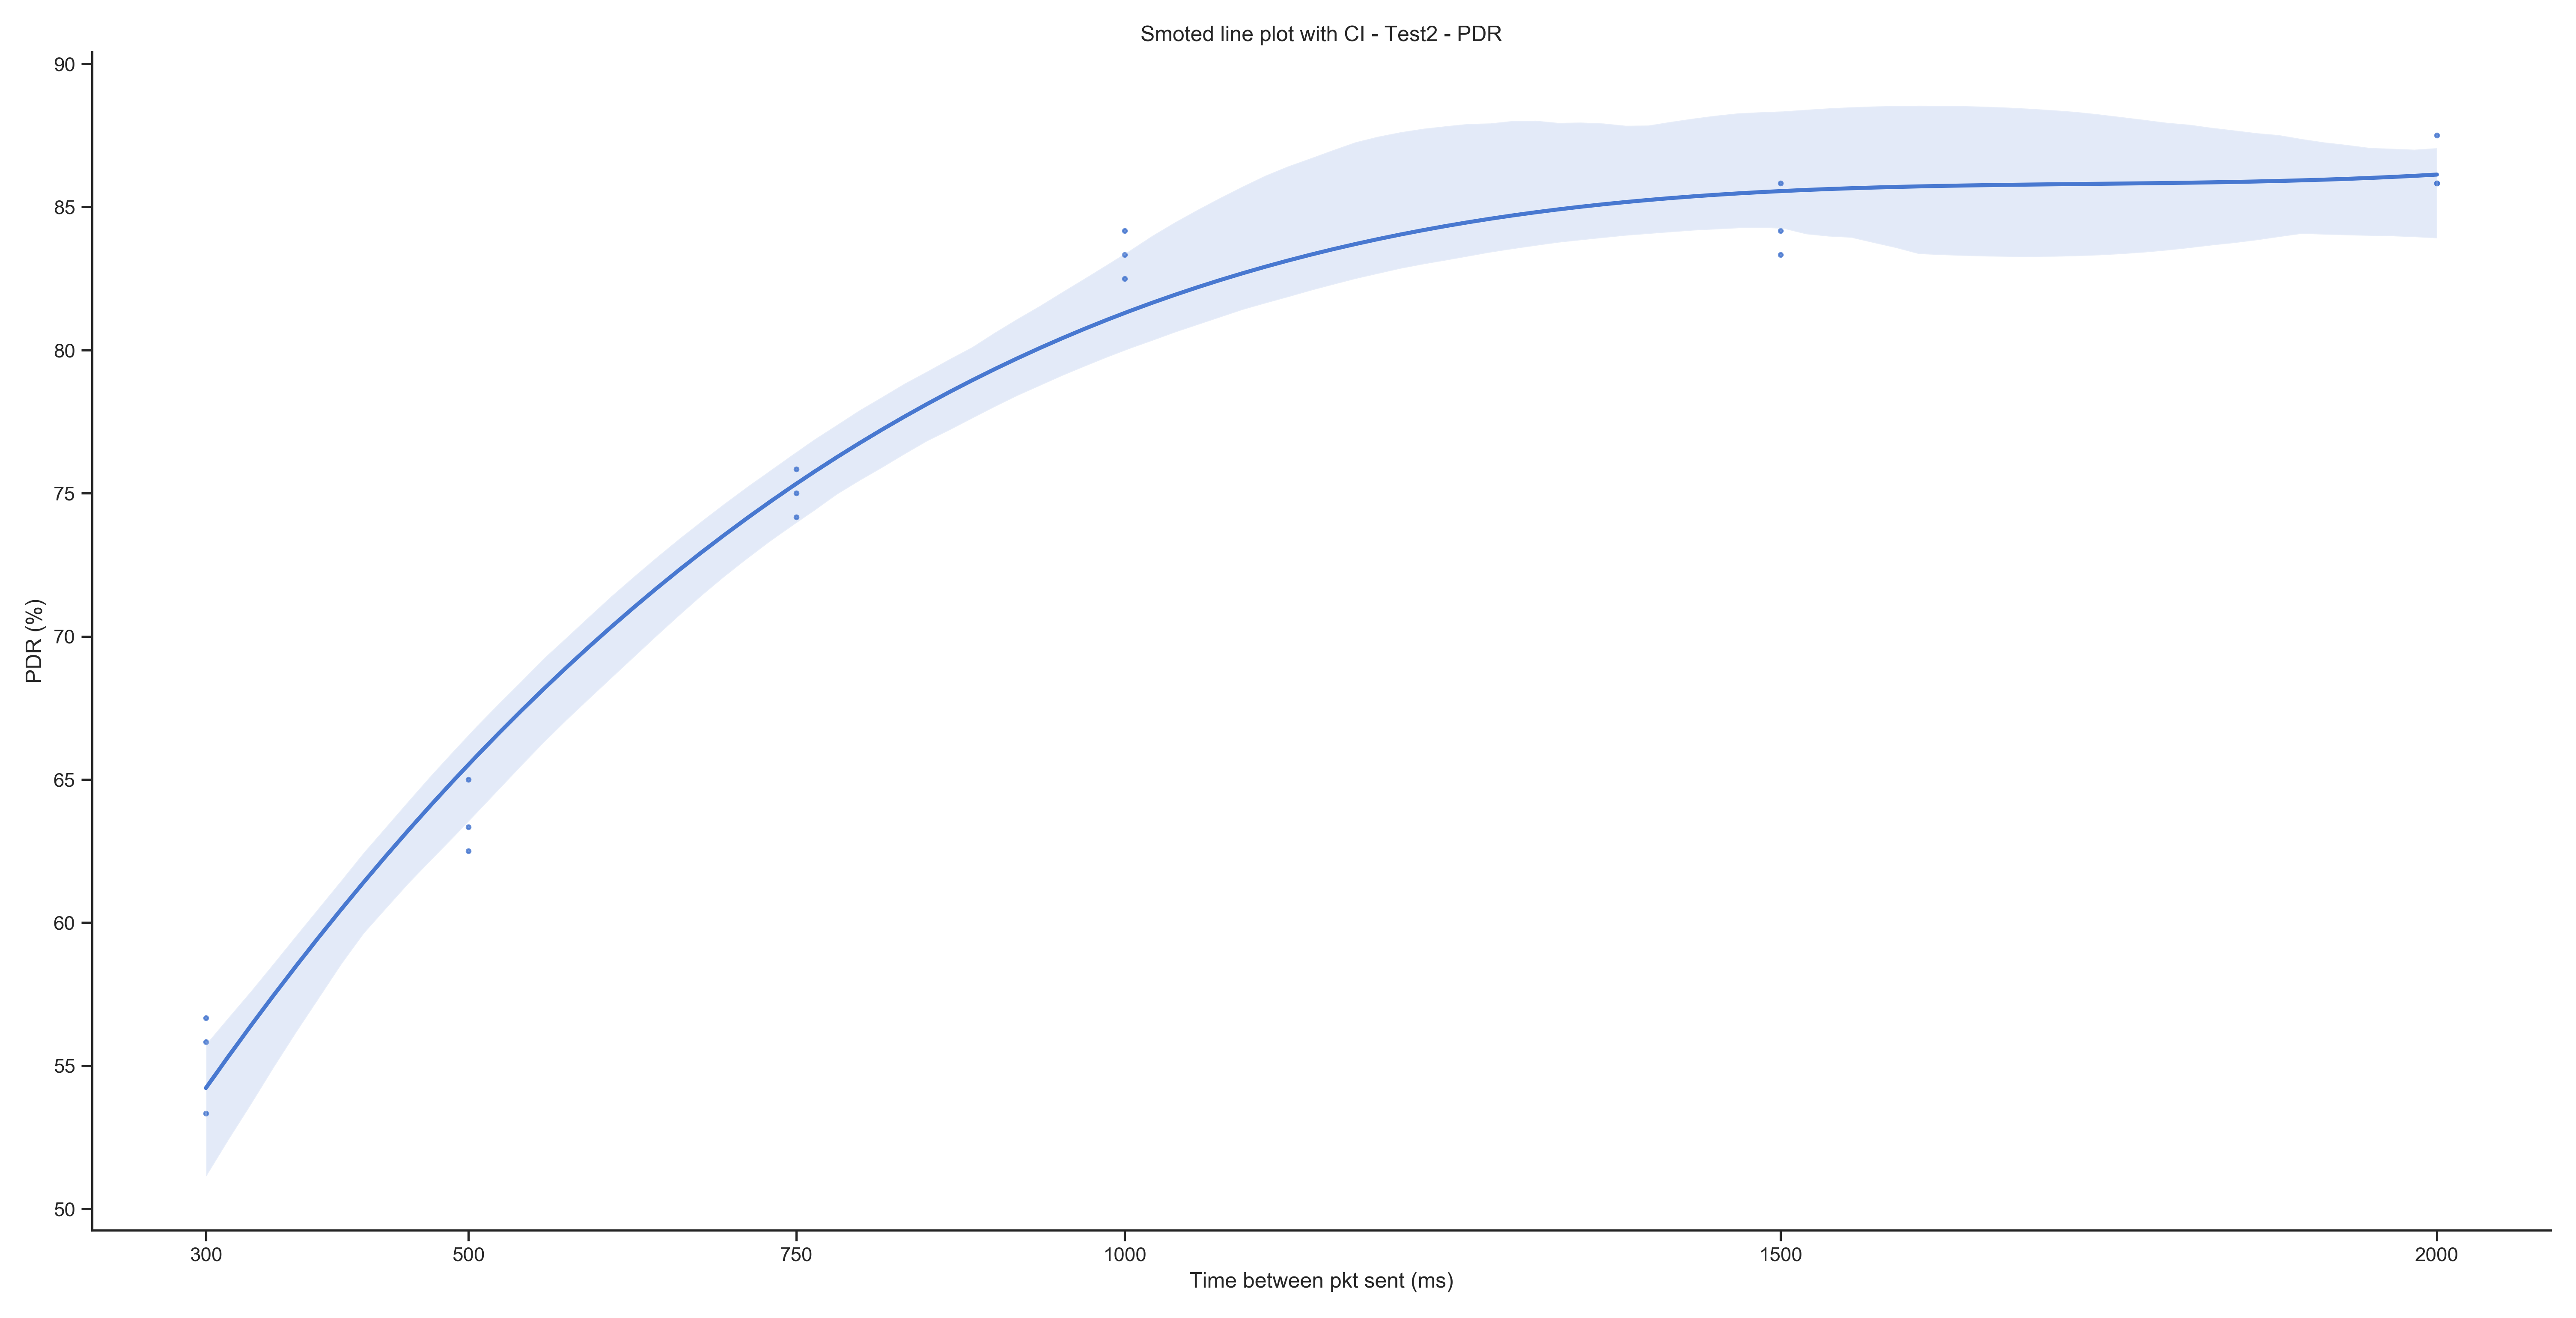 Smoted line plot with CI - Test2 - PDR
90
85
80
75
70
65
60
55
50
PDR (%)
300 500 750 1000 1500 2000
Time between pkt sent (ms)